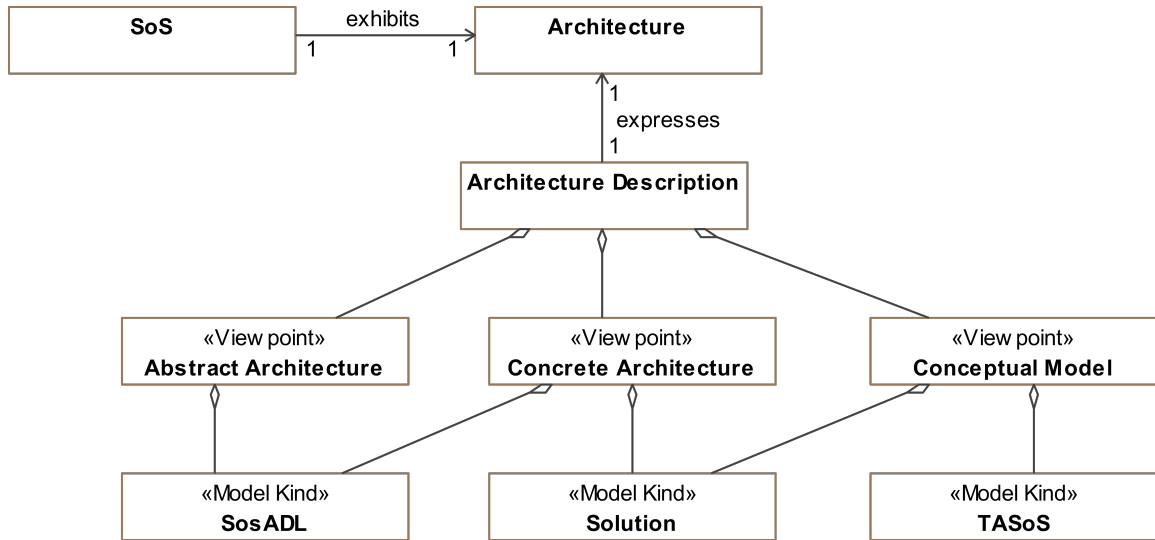 SoS
exhibits
1
1
Architecture
1
expresses
1
Architecture Description
«View point»
Abstract Architecture
«View point»
Concrete Architecture
«View point»
Conceptual Model
«Model Kind»
SosADL
«Model Kind»
Solution
«Model Kind»
TASoS